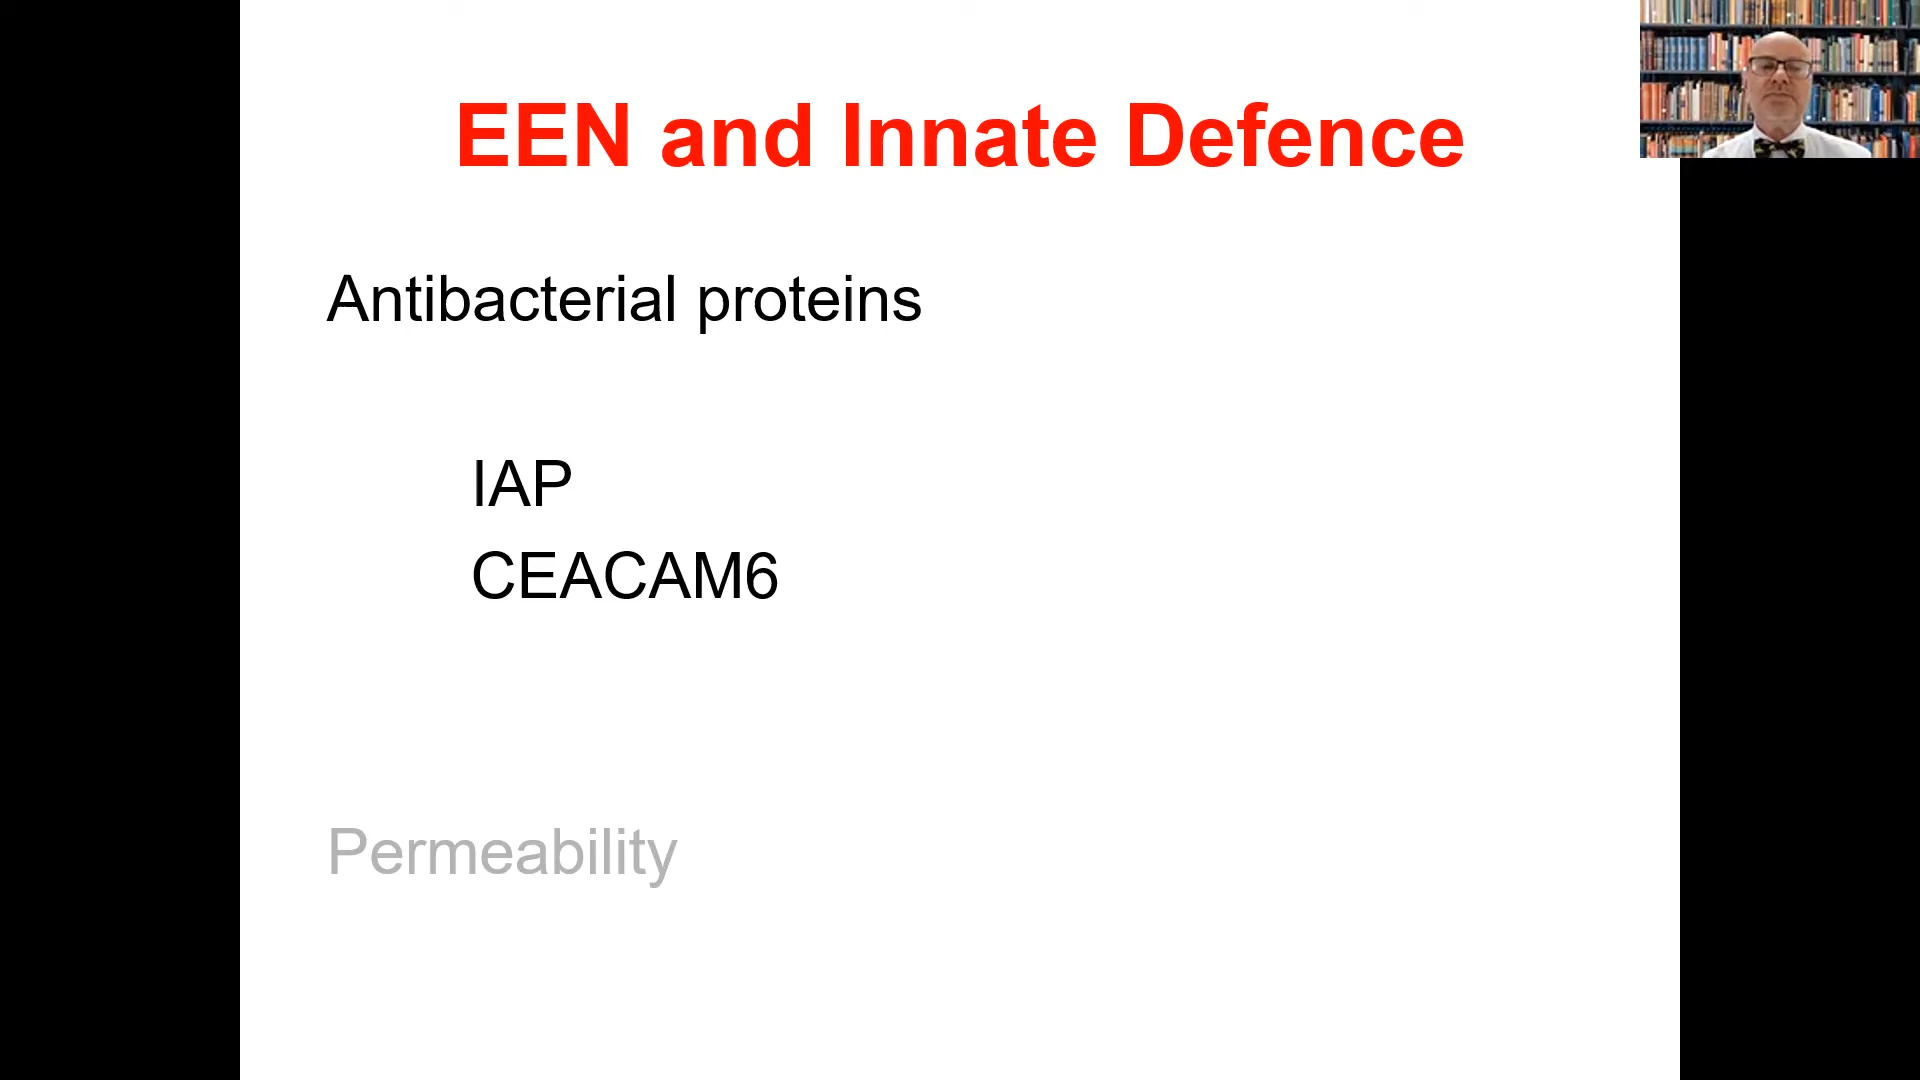 EEN and Innate Defence
Antibacterial proteins
IAP
CEACAM6
Permeability